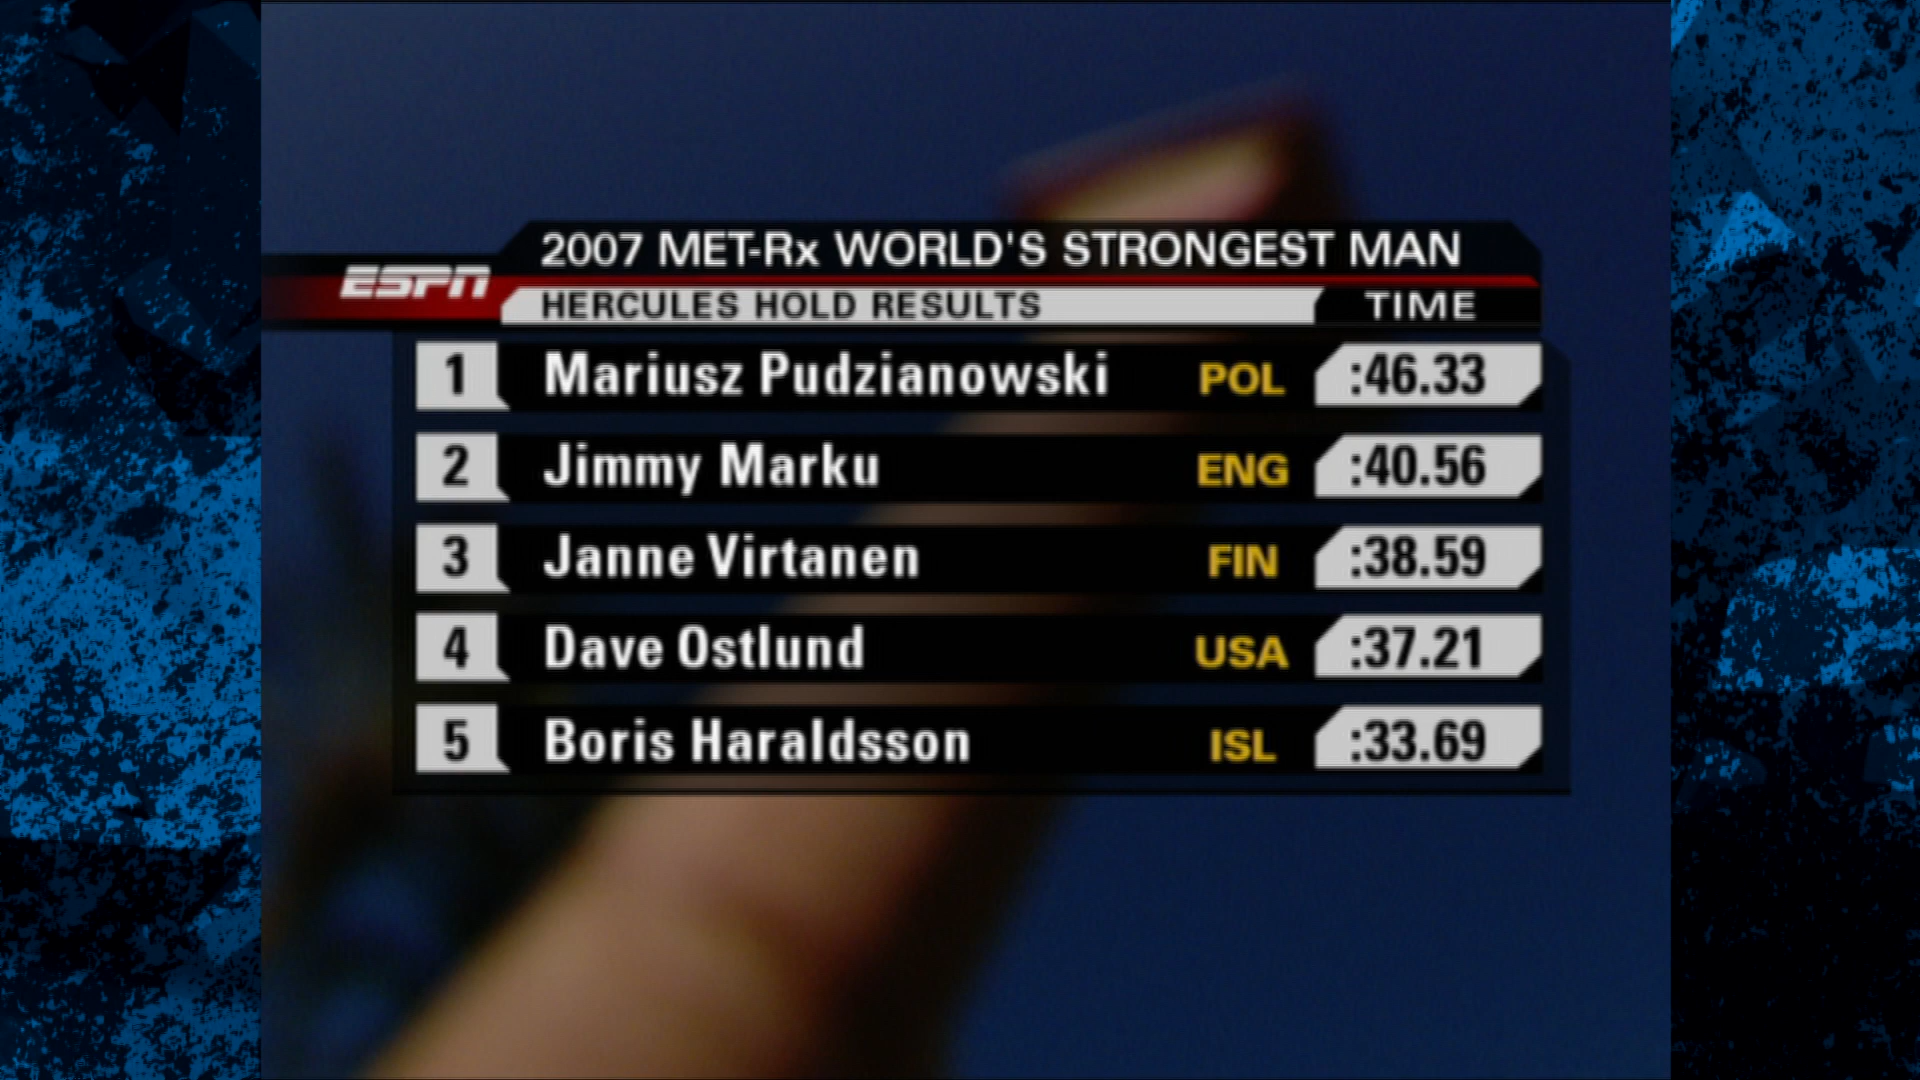 2007 MET-Rx WORLD'S STRONGEST MAN
ESPN
HERCULES HOLD RESULTS TIME
1 Mariusz Pudzianowski POL :46.33
2 Jimmy Marku ENG :40.56
3 Janne Virtanen FIN :38.59
4 Dave Ostlund USA :37.21
5 Boris Haraldsson ISL :33.69